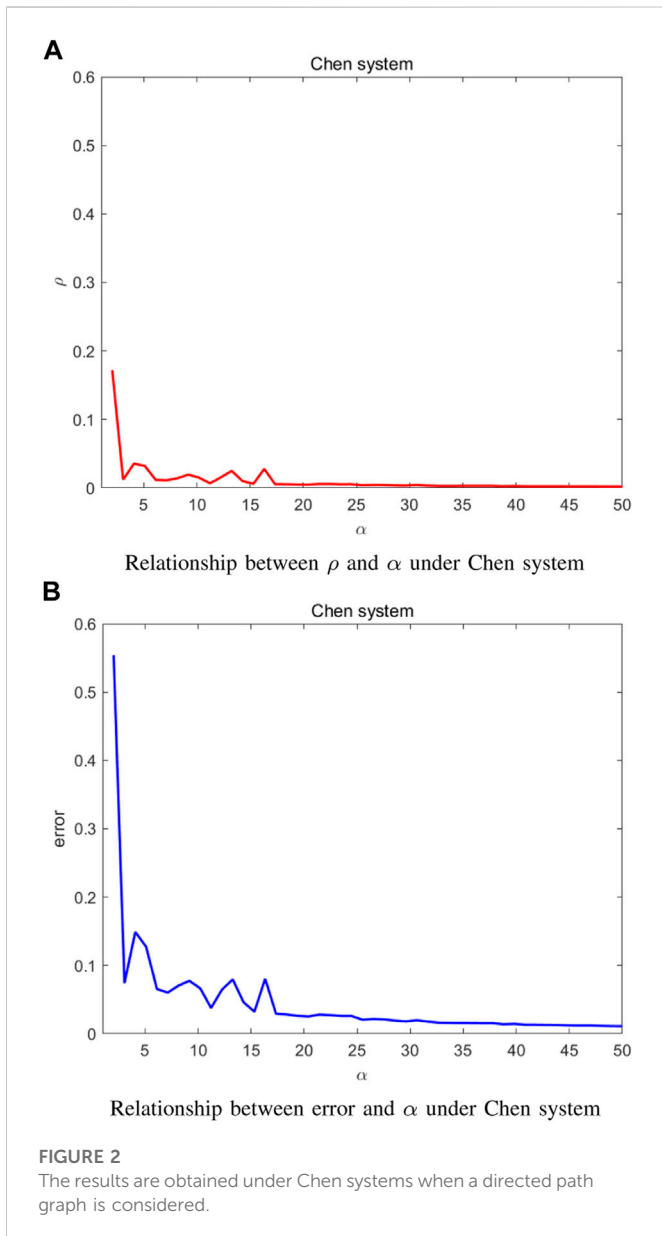 A
Chen system
0.6
0.5
0.4
0.3
0.2
0.1
0
ρ
5 10 15 20 25 30 35 40 45 50
α
Relationship between ρ and α under Chen system
B
Chen system
0.6
0.5
0.4
0.3
0.2
0.1
0
error
5 10 15 20 25 30 35 40 45 50
α
Relationship between error and α under Chen system
FIGURE 2
The results are obtained under Chen systems when a directed path
graph is considered.